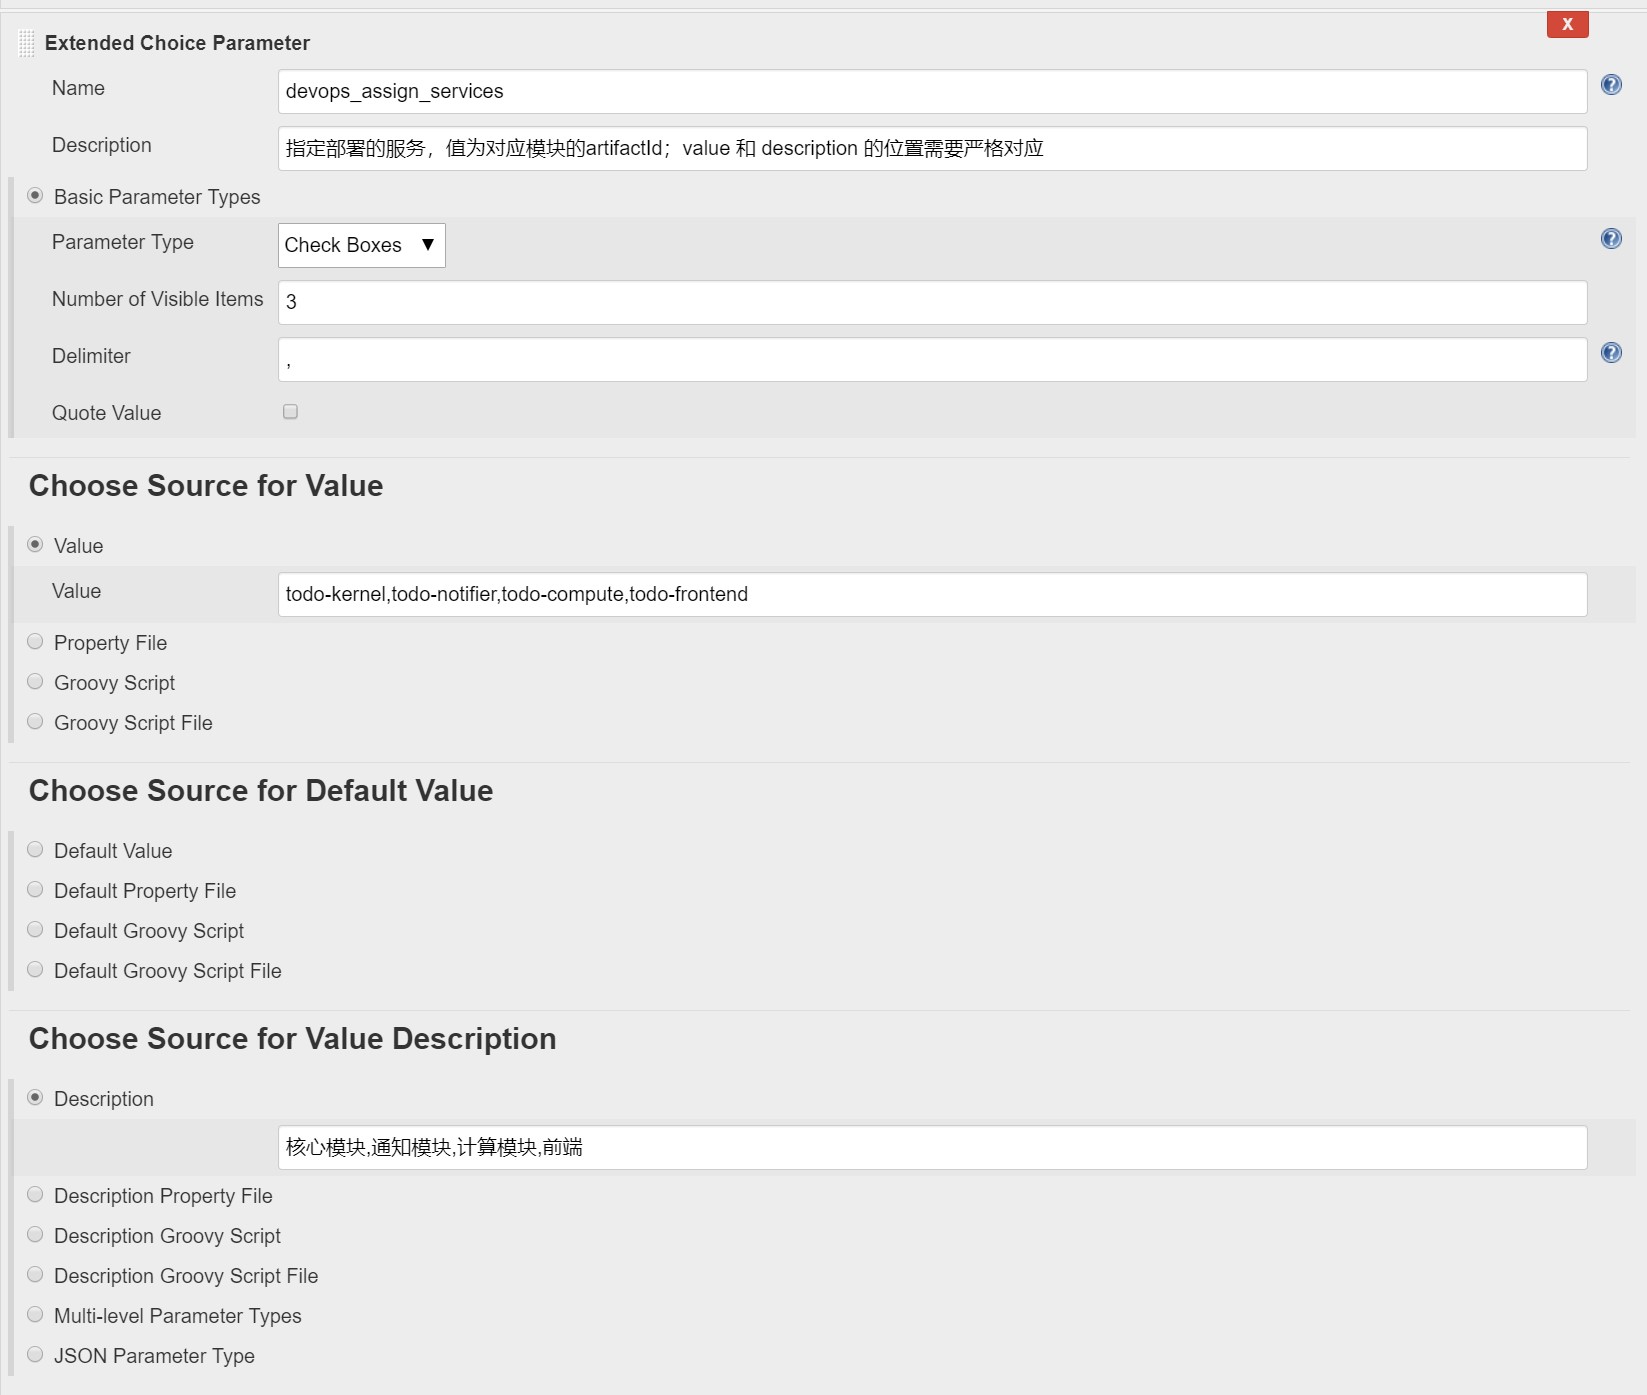 X
Extended Choice Parameter
Name
devops_assign_services
Description
指定部署的服务，值为对应模块的artifactId；value 和 description 的位置需要严格对应
Basic Parameter Types
Parameter Type
Check Boxes
Number of Visible Items
3
Delimiter
,
Quote Value
Choose Source for Value
Value
Value
todo-kernel,todo-notifier,todo-compute,todo-frontend
Property File
Groovy Script
Groovy Script File
Choose Source for Default Value
Default Value
Default Property File
Default Groovy Script
Default Groovy Script File
Choose Source for Value Description
Description
核心模块,通知模块,计算模块,前端
Description Property File
Description Groovy Script
Description Groovy Script File
Multi-level Parameter Types
JSON Parameter Type